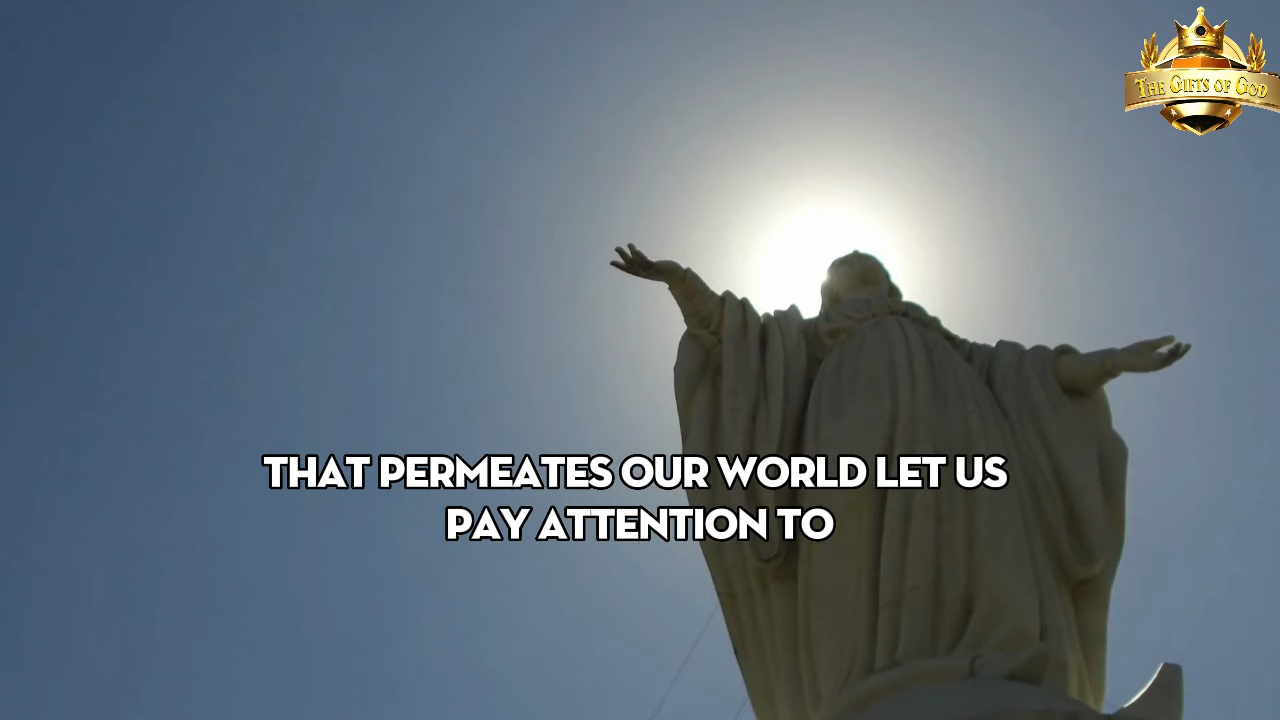 THE GIFTS OF GOD
THAT PERMEATES OUR WORLD LET US
PAY ATTENTION TO